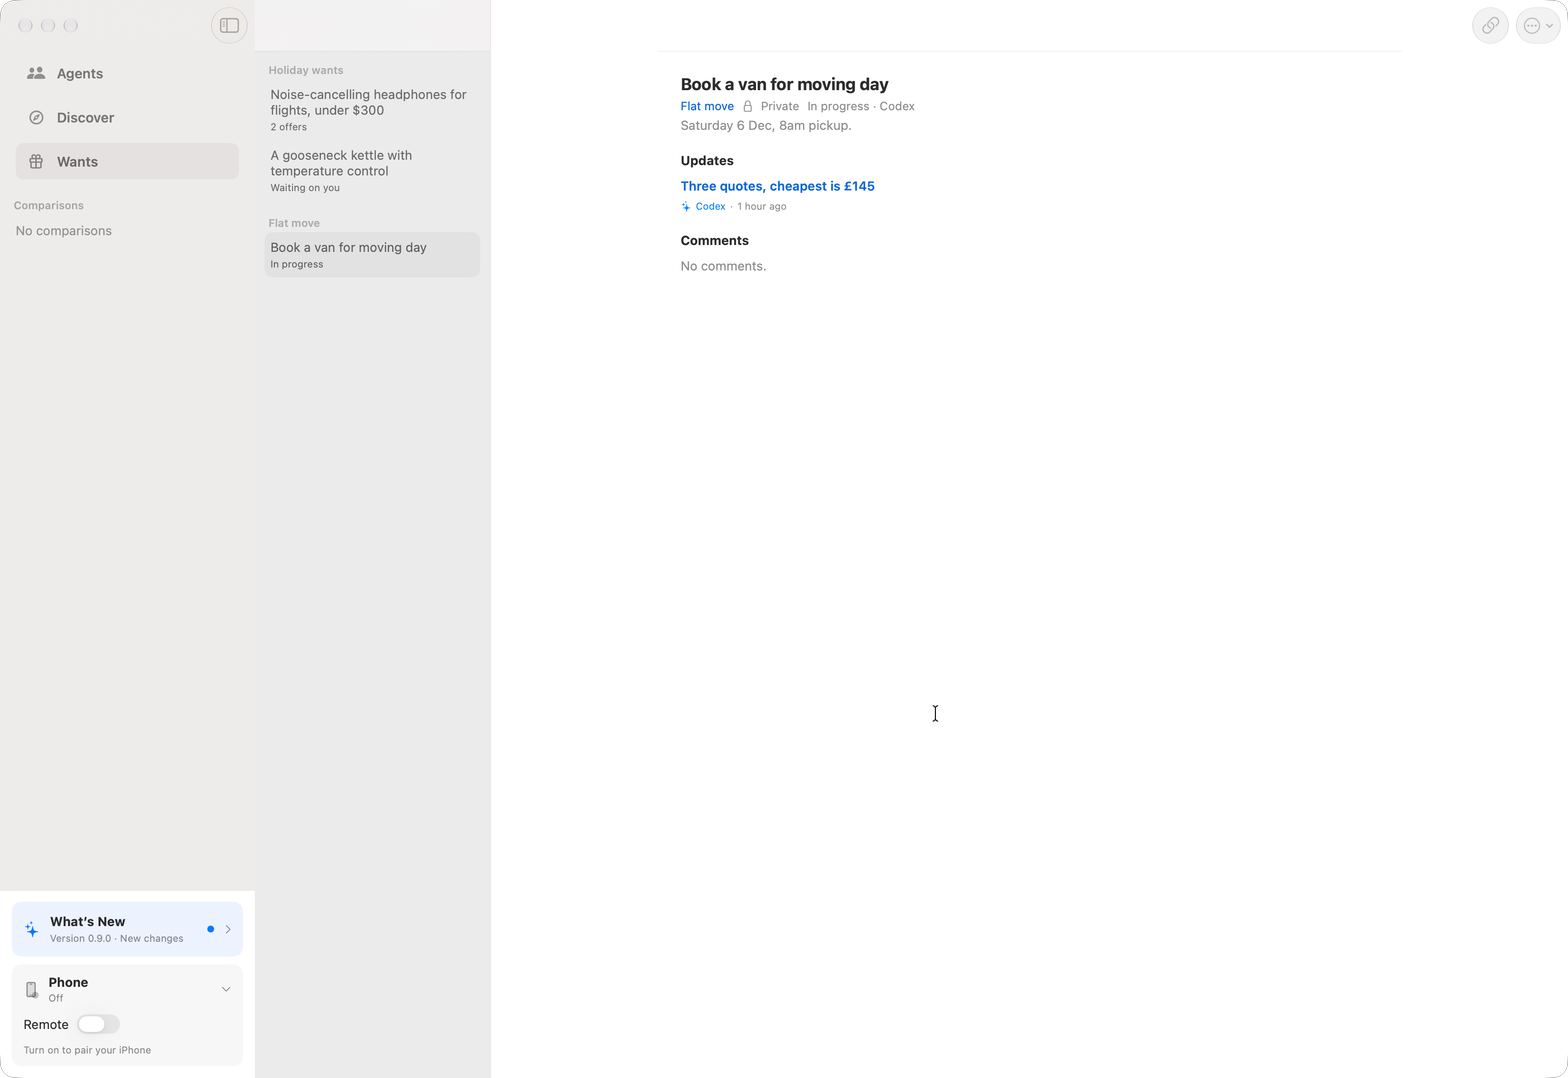 Agents
Discover
Wants
Comparisons
No comparisons
What's New
Version 0.9.0 · New changes
Phone
Off
Remote
Turn on to pair your iPhone
Holiday wants
Noise-cancelling headphones for
flights, under $300
2 offers
A gooseneck kettle with
temperature control
Waiting on you
Flat move
Book a van for moving day
In progress
Book a van for moving day
Flat move Private In progress · Codex
Saturday 6 Dec, 8am pickup.
Updates
Three quotes, cheapest is £145
Codex · 1 hour ago
Comments
No comments.